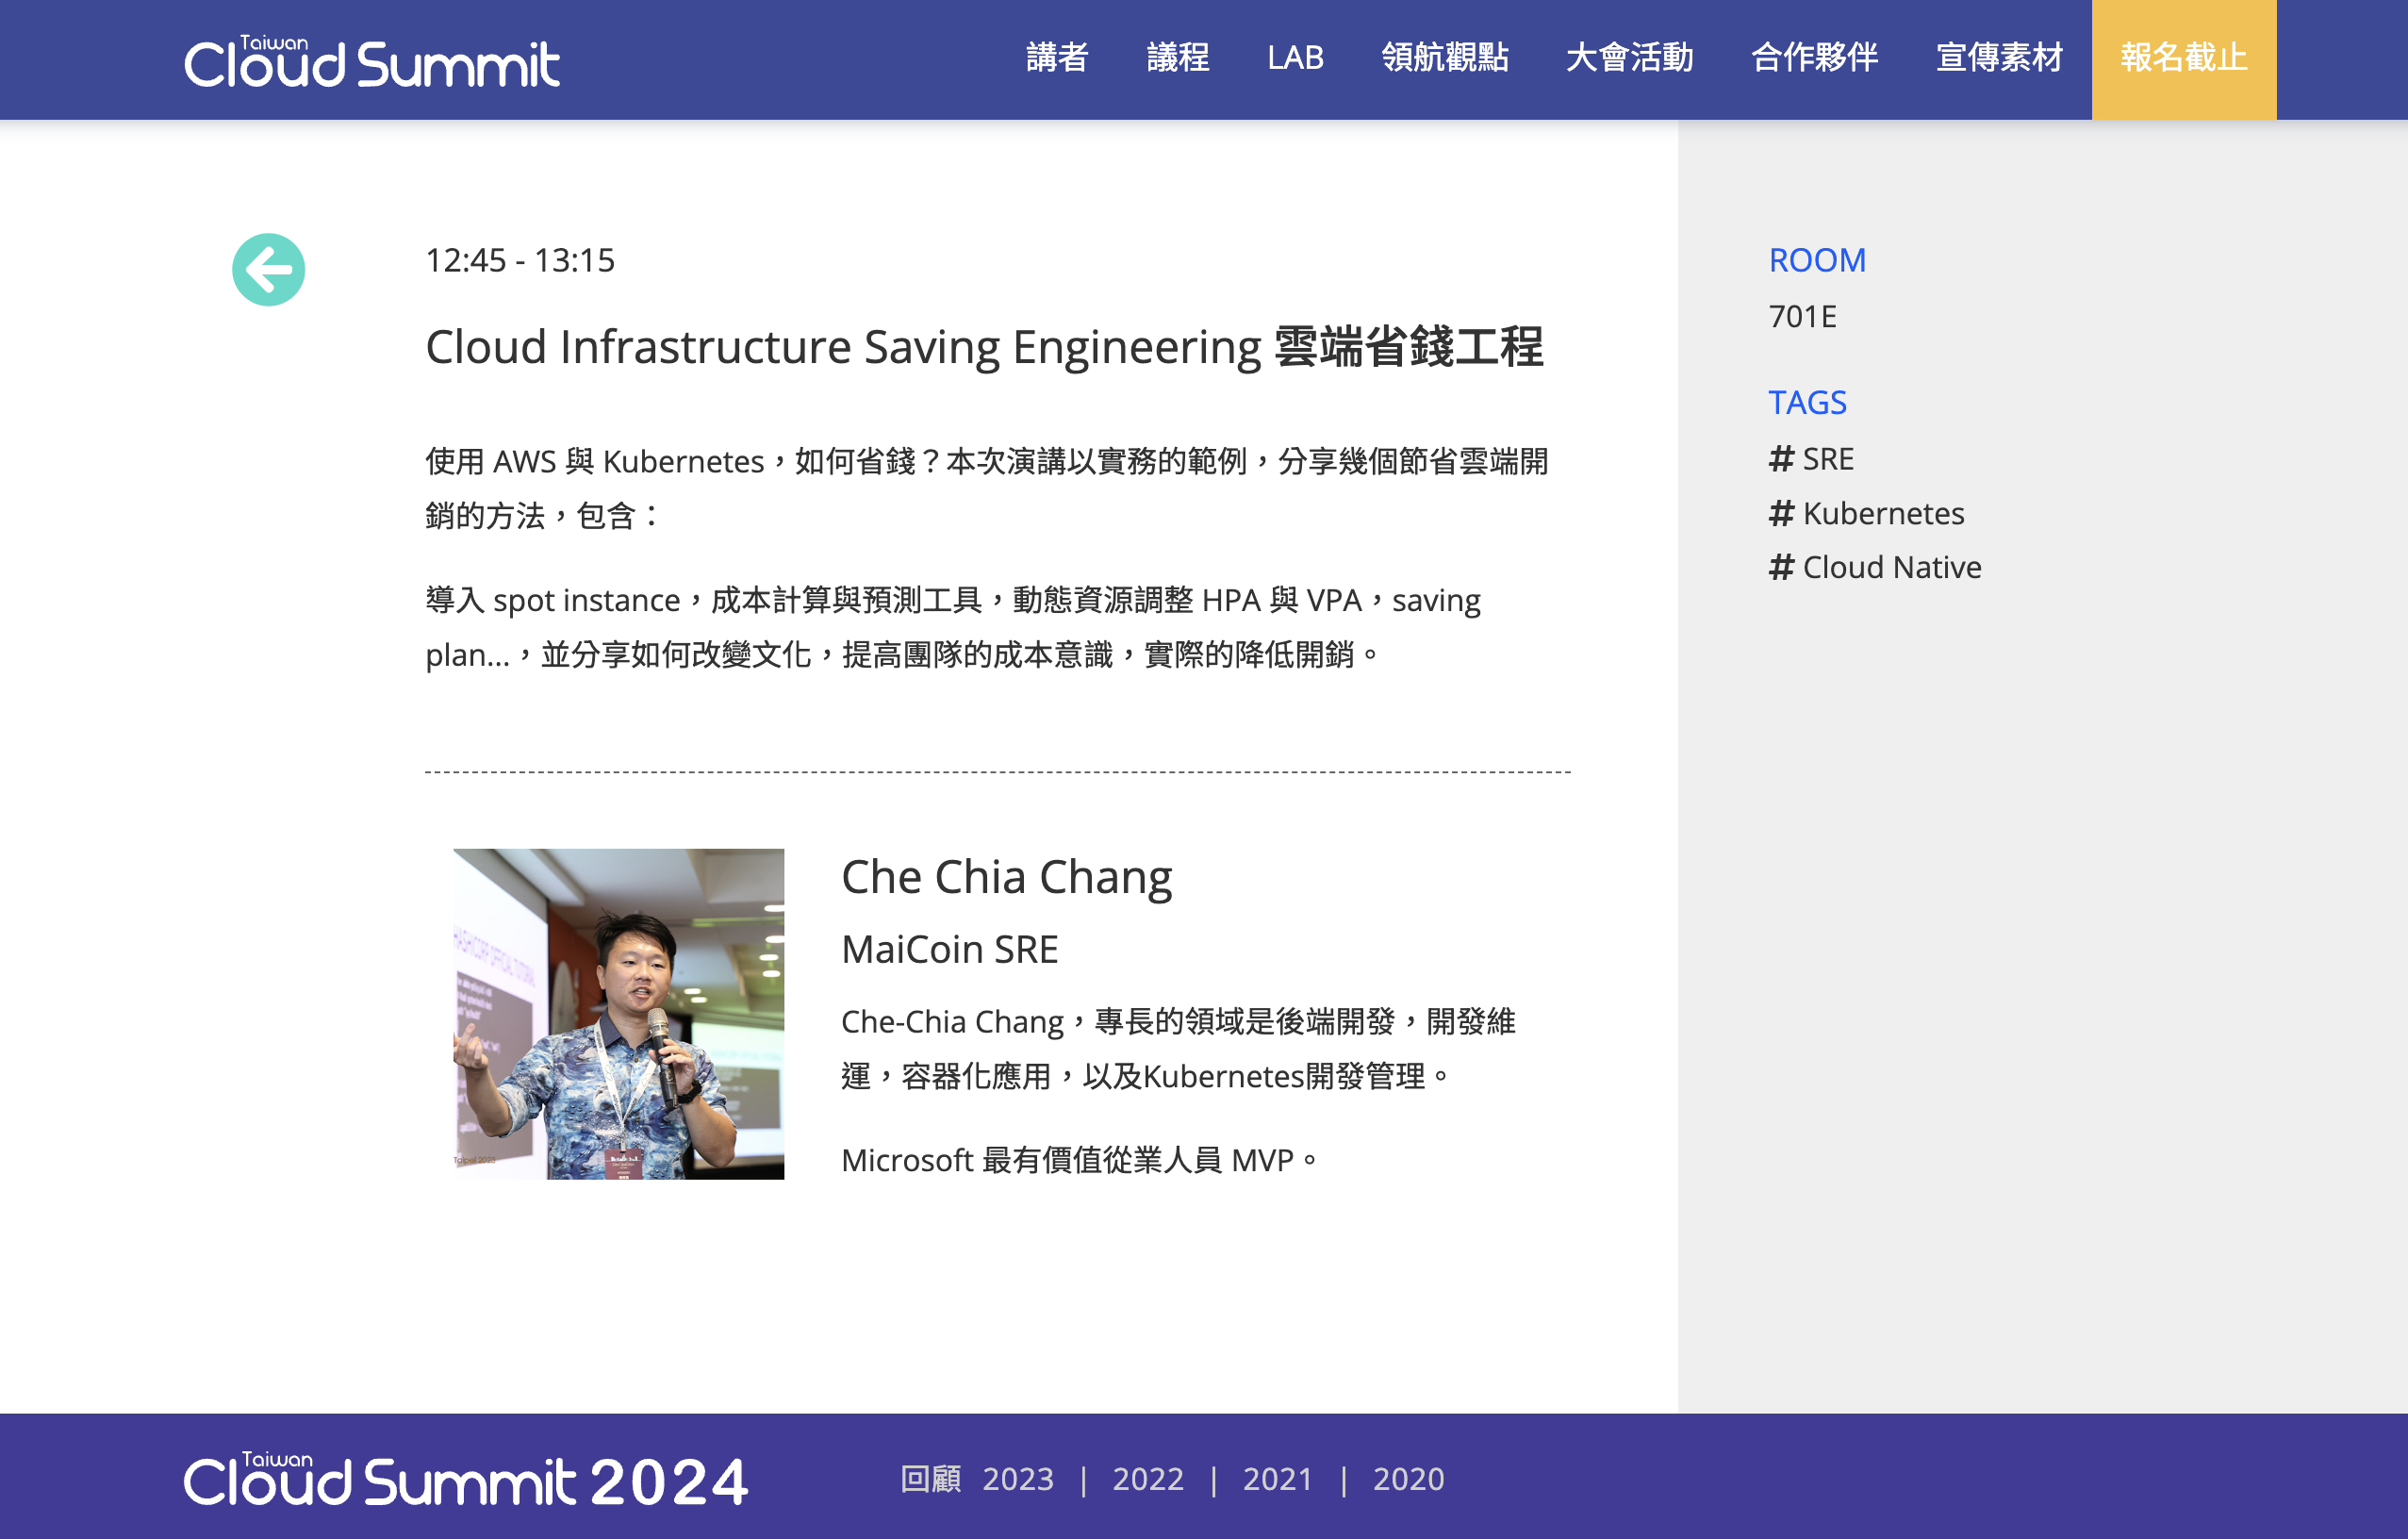 Taiwan
Cloud Summit
講者 議程 LAB 領航觀點 大會活動 合作夥伴 宣傳素材 報名截止
12:45 - 13:15
Cloud Infrastructure Saving Engineering 雲端省錢工程
使用 AWS 與 Kubernetes，如何省錢？本次演講以實務的範例，分享幾個節省雲端開
銷的方法，包含：
導入 spot instance，成本計算與預測工具，動態資源調整 HPA 與 VPA，saving
plan...，並分享如何改變文化，提高團隊的成本意識，實際的降低開銷。
ROOM
701E
TAGS
# SRE
# Kubernetes
# Cloud Native
HASHICORP OFFICIAL TUTORIAL
Taipei 2023
Che Chia Chang
MaiCoin SRE
Che-Chia Chang，專長的領域是後端開發，開發維
運，容器化應用，以及Kubernetes開發管理。
Microsoft 最有價值從業人員 MVP。
Taiwan
Cloud Summit 2024
回顧 2023 | 2022 | 2021 | 2020